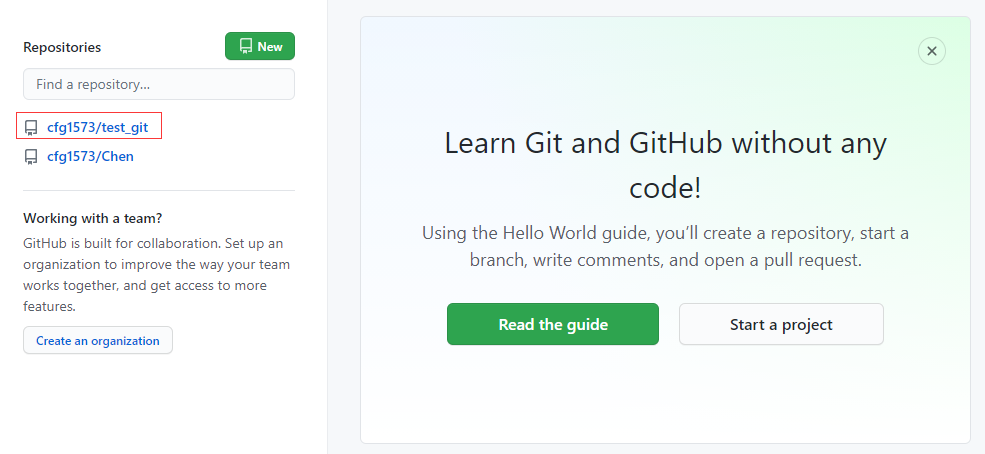 Repositories
New
Find a repository...
cfg1573/test_git
cfg1573/Chen
Working with a team?
GitHub is built for collaboration. Set up an
organization to improve the way your team
works together, and get access to more
features.
Create an organization
Learn Git and GitHub without any
code!
Using the Hello World guide, you’ll create a repository, start a
branch, write comments, and open a pull request.
Read the guide
Start a project